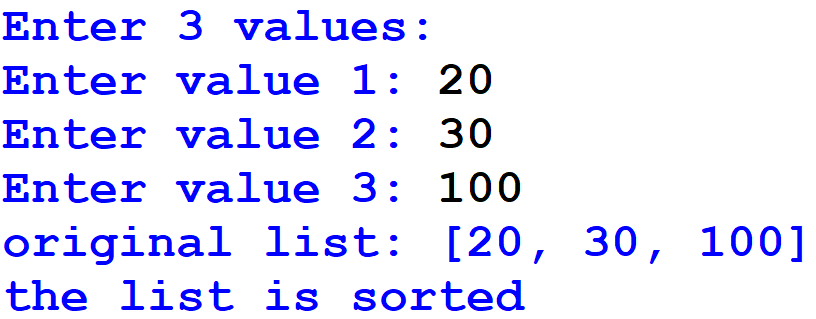 Enter 3 values:
Enter value 1: 20
Enter value 2: 30
Enter value 3: 100
original list: [20, 30, 100]
the list is sorted